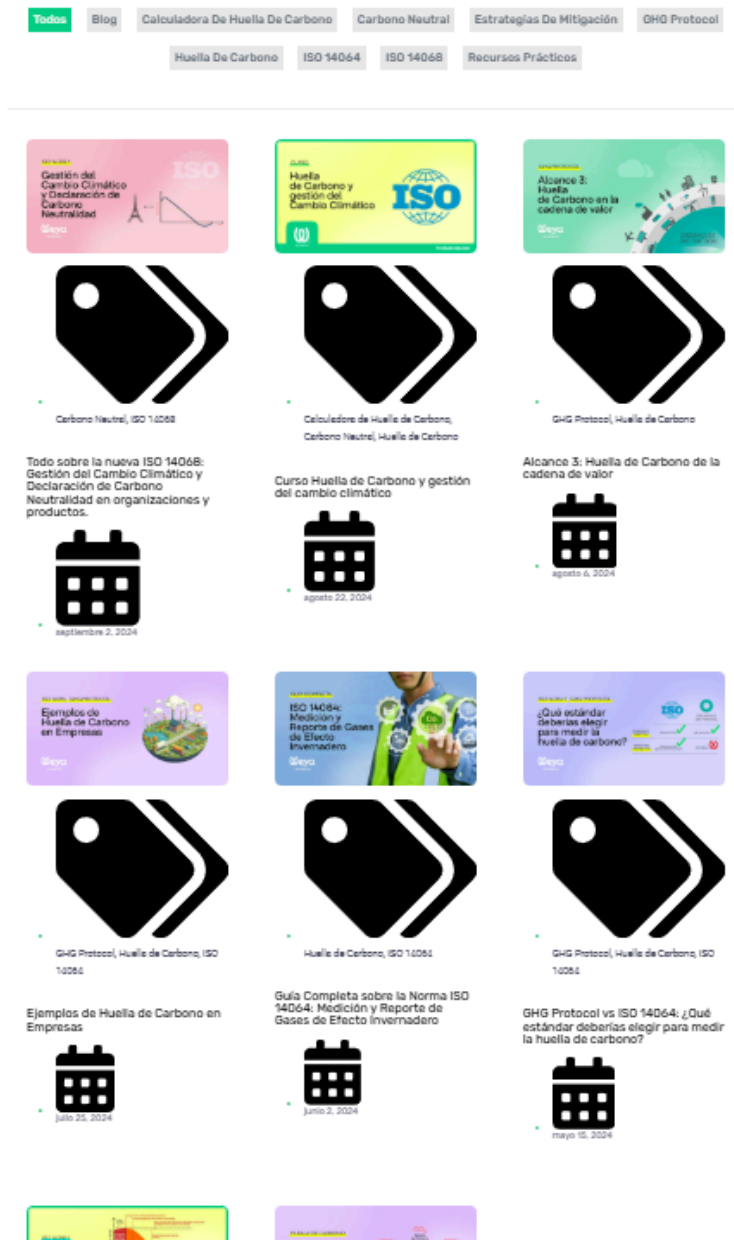 Todos Blog Calculadora De Huella De Carbono Carbono Neutral Estrategias De Mitigación GHG Protocol
Huella De Carbono ISO 14064 ISO 14068 Recursos Prácticos
Gestión del
Cambio Climático
y Declaración de
Carbono
Neutralidad
ISO
Weya
CURSO
Huella
de Carbono y
gestión del
Cambio Climático
ISO
Alcance 3:
Huella
de Carbono en la
cadena de valor
Weya
Carbono Neutral, ISO 14068
Todo sobre la nueva ISO 14068:
Gestión del Cambio Climático y
Declaración de Carbono
Neutralidad en organizaciones y
productos.
septiembre 2, 2024
Calculadora de Huella de Carbono,
Carbono Neutral, Huella de Carbono
Curso Huella de Carbono y gestión
del cambio climático
agosto 22, 2024
GHG Protocol, Huella de Carbono
Alcance 3: Huella de Carbono de la
cadena de valor
agosto 6, 2024
Ejemplos de
Huella de Carbono
en Empresas
Weya
ISO 14064:
Medición y
Reporte de Gases
de Efecto
Invernadero
Weya
¿Qué estándar
deberías elegir
para medir la
huella de carbono?
ISO
Weya
GHG Protocol, Huella de Carbono, ISO
14064
Ejemplos de Huella de Carbono en
Empresas
julio 25, 2024
Huella de Carbono, ISO 14064
Guía Completa sobre la Norma ISO
14064: Medición y Reporte de
Gases de Efecto Invernadero
junio 2, 2024
GHG Protocol, Huella de Carbono, ISO
14064
GHG Protocol vs ISO 14064: ¿Qué
estándar deberías elegir para medir
la huella de carbono?
mayo 15, 2024
HUELLA DE CARBONO